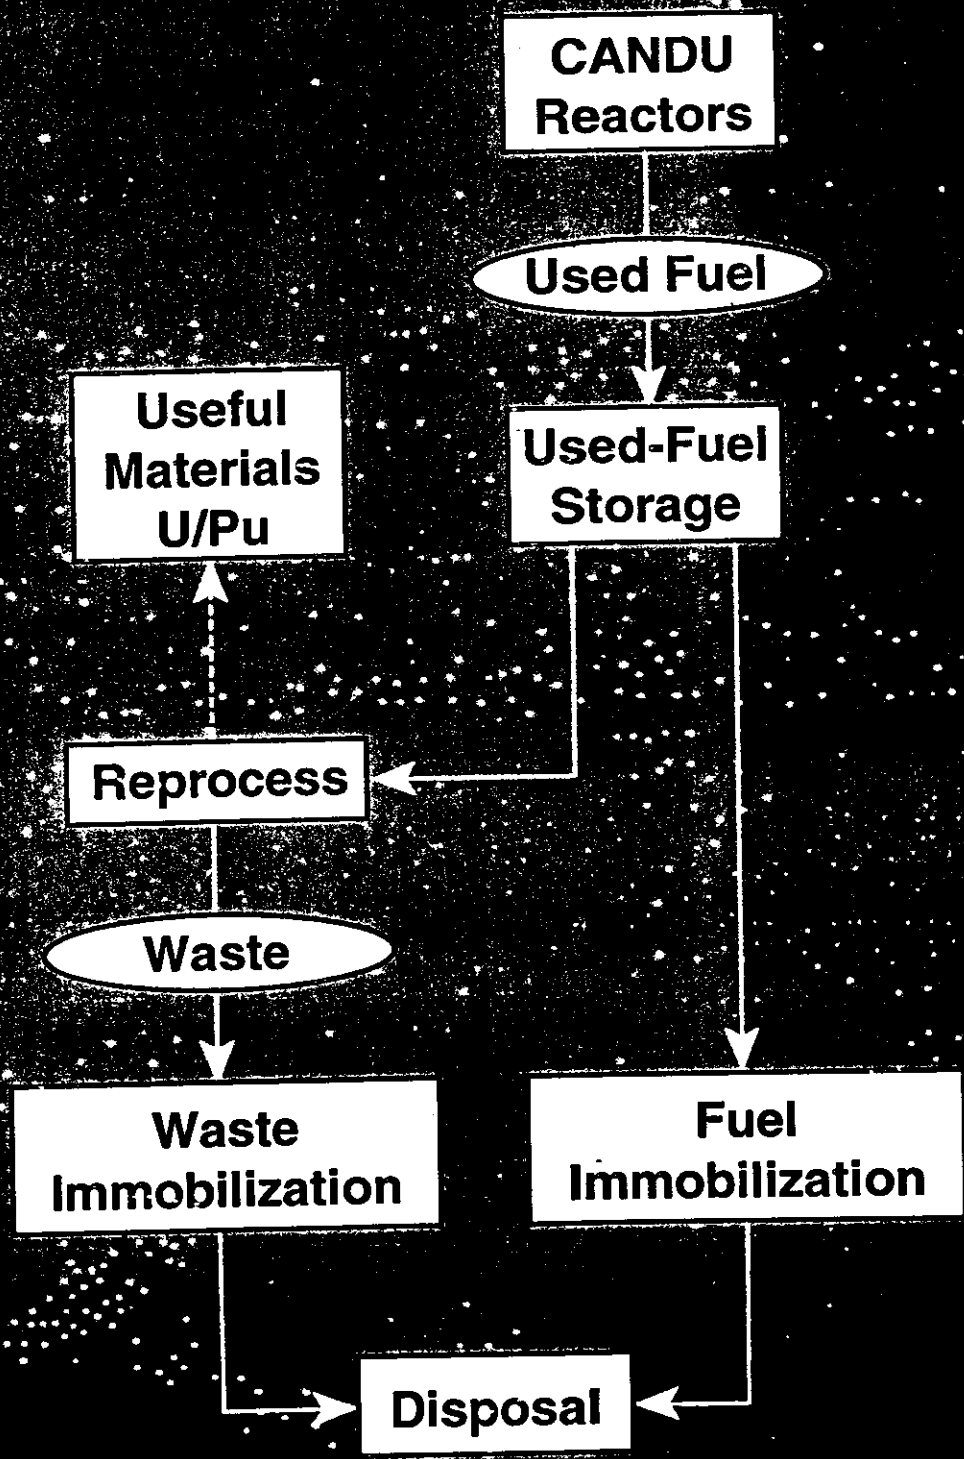 CANDU
Reactors
Used Fuel
Used-Fuel
Storage
Useful
Materials
U/Pu
Reprocess
Waste
Waste
Immobilization
Fuel
Immobilization
Disposal